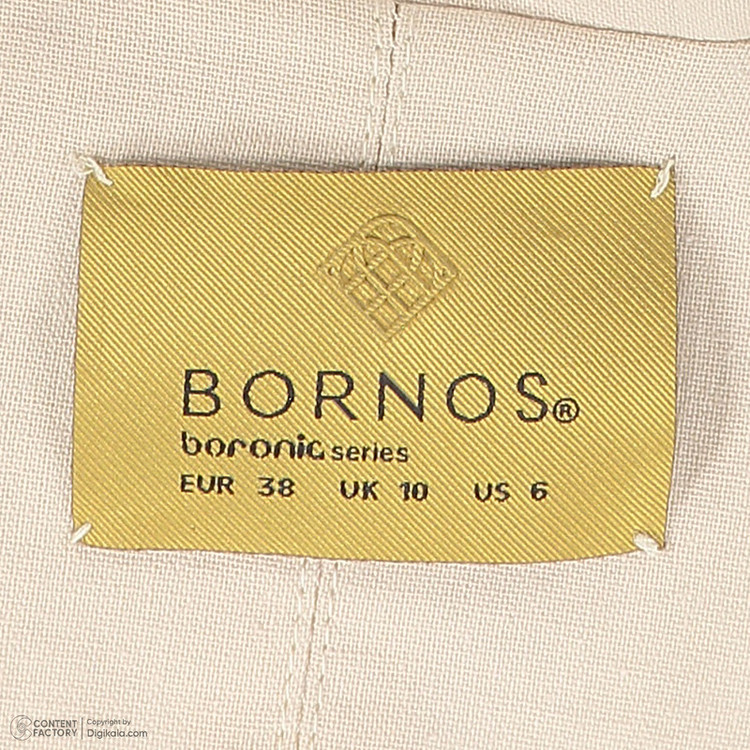 BORNOS®
boronic series
EUR 38 UK 10 US 6
CONTENT FACTORY
Copyright by
Digikala.com